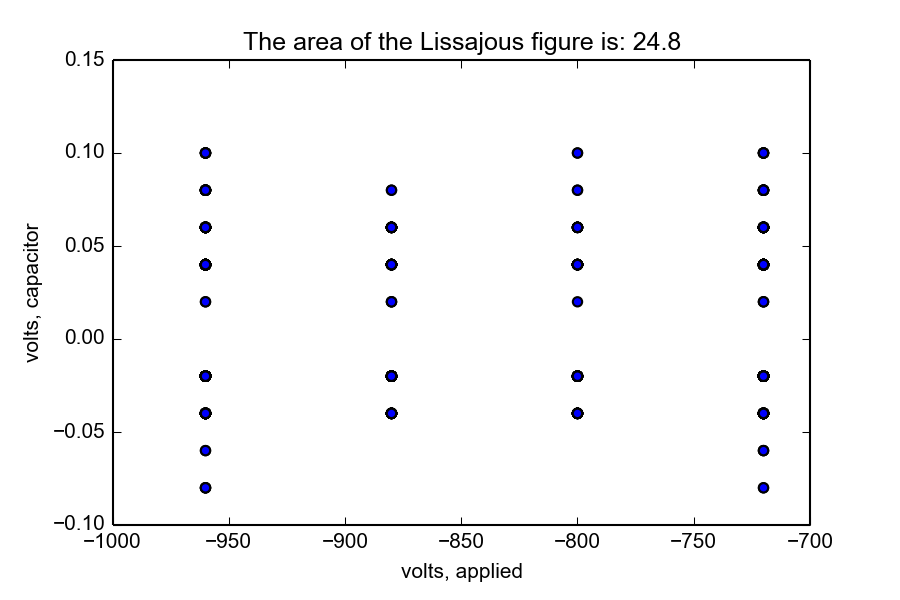 The area of the Lissajous figure is: 24.8
0.15
0.10
0.05
0.00
−0.05
−0.10
−1000 −950 −900 −850 −800 −750 −700
volts, capacitor
volts, applied